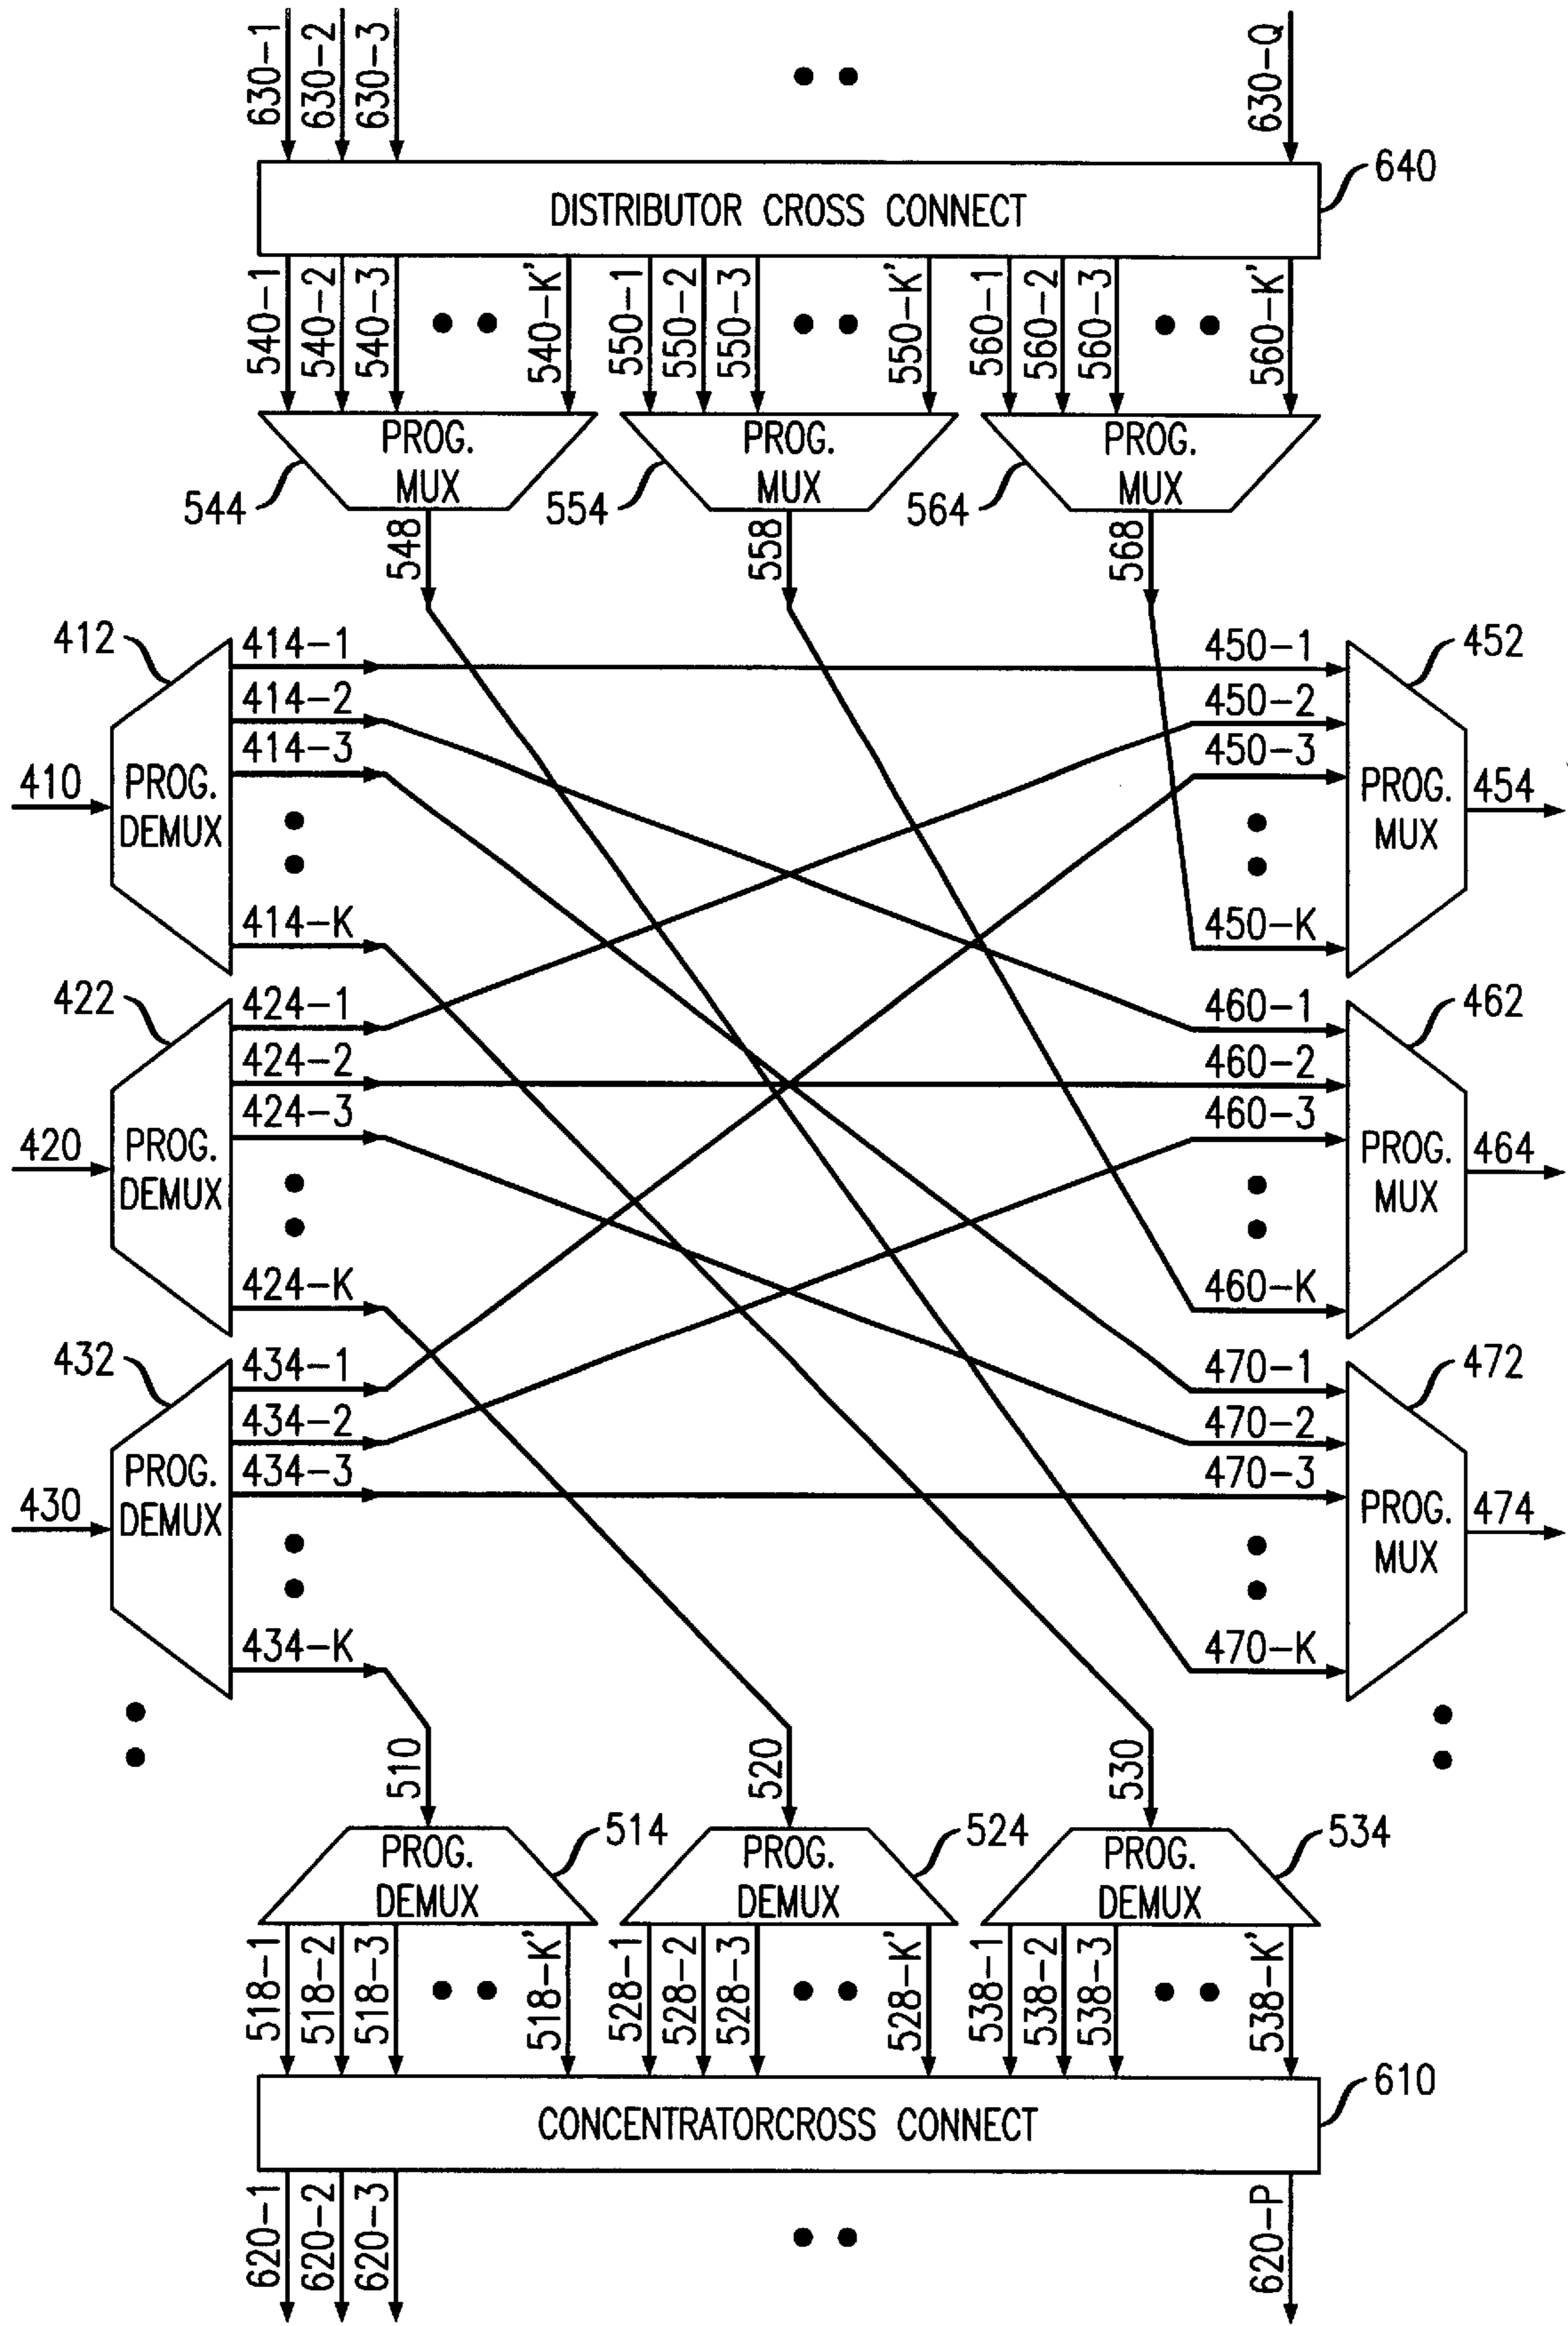 630-1 630-2 630-3 630-Q
DISTRIBUTOR CROSS CONNECT
640
540-1 540-2 540-3 540-K' 550-1 550-2 550-3 550-K' 560-1 560-2 560-3 560-K'
PROG. MUX
PROG. MUX
PROG. MUX
544 554 564
548 558 568
412
414-1
414-2
414-3
414-K
410
PROG. DEMUX
450-1
450-2
450-3
450-K
452
PROG. MUX
454
422
424-1
424-2
424-3
424-K
420
PROG. DEMUX
460-1
460-2
460-3
460-K
462
PROG. MUX
464
432
434-1
434-2
434-3
434-K
430
PROG. DEMUX
470-1
470-2
470-3
470-K
472
PROG. MUX
474
510 520 530
514 524 534
PROG. DEMUX
PROG. DEMUX
PROG. DEMUX
518-1 518-2 518-3 518-K' 528-1 528-2 528-3 528-K' 538-1 538-2 538-3 538-K'
610
CONCENTRATORCROSS CONNECT
620-1 620-2 620-3 620-P